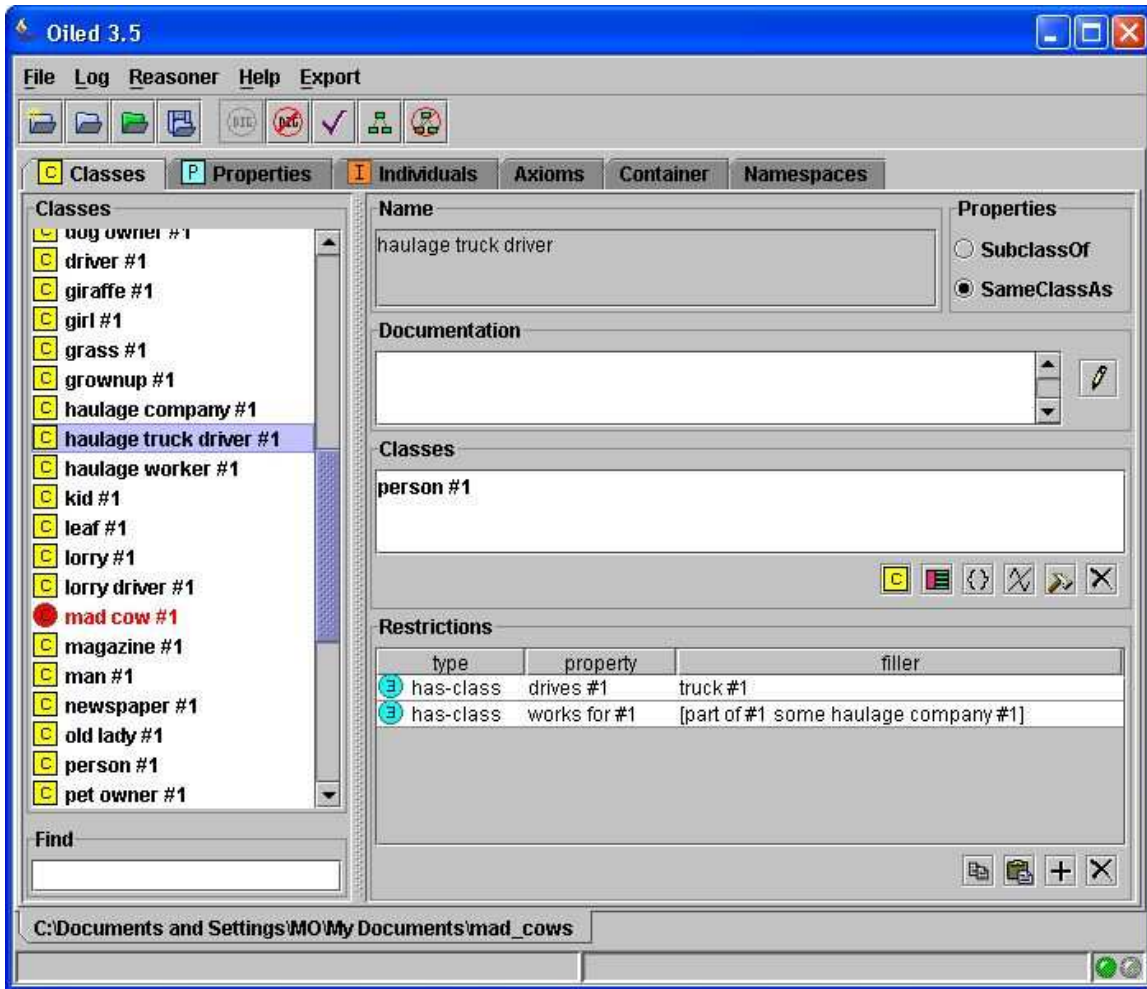 Oiled 3.5
File Log Reasoner Help Export
C Classes P Properties I Individuals Axioms Container Namespaces
Classes
dog owner #1
driver #1
giraffe #1
girl #1
grass #1
grownup #1
haulage company #1
haulage truck driver #1
haulage worker #1
kid #1
leaf #1
lorry #1
lorry driver #1
mad cow #1
magazine #1
man #1
newspaper #1
old lady #1
person #1
pet owner #1
Find
Name
haulage truck driver
Properties
SubclassOf
SameClassAs
Documentation
Classes
person #1
Restrictions
type property filler
has-class drives #1 truck #1
has-class works for #1 [part of #1 some haulage company #1]
C:\Documents and Settings\MO\My Documents\mad_cows